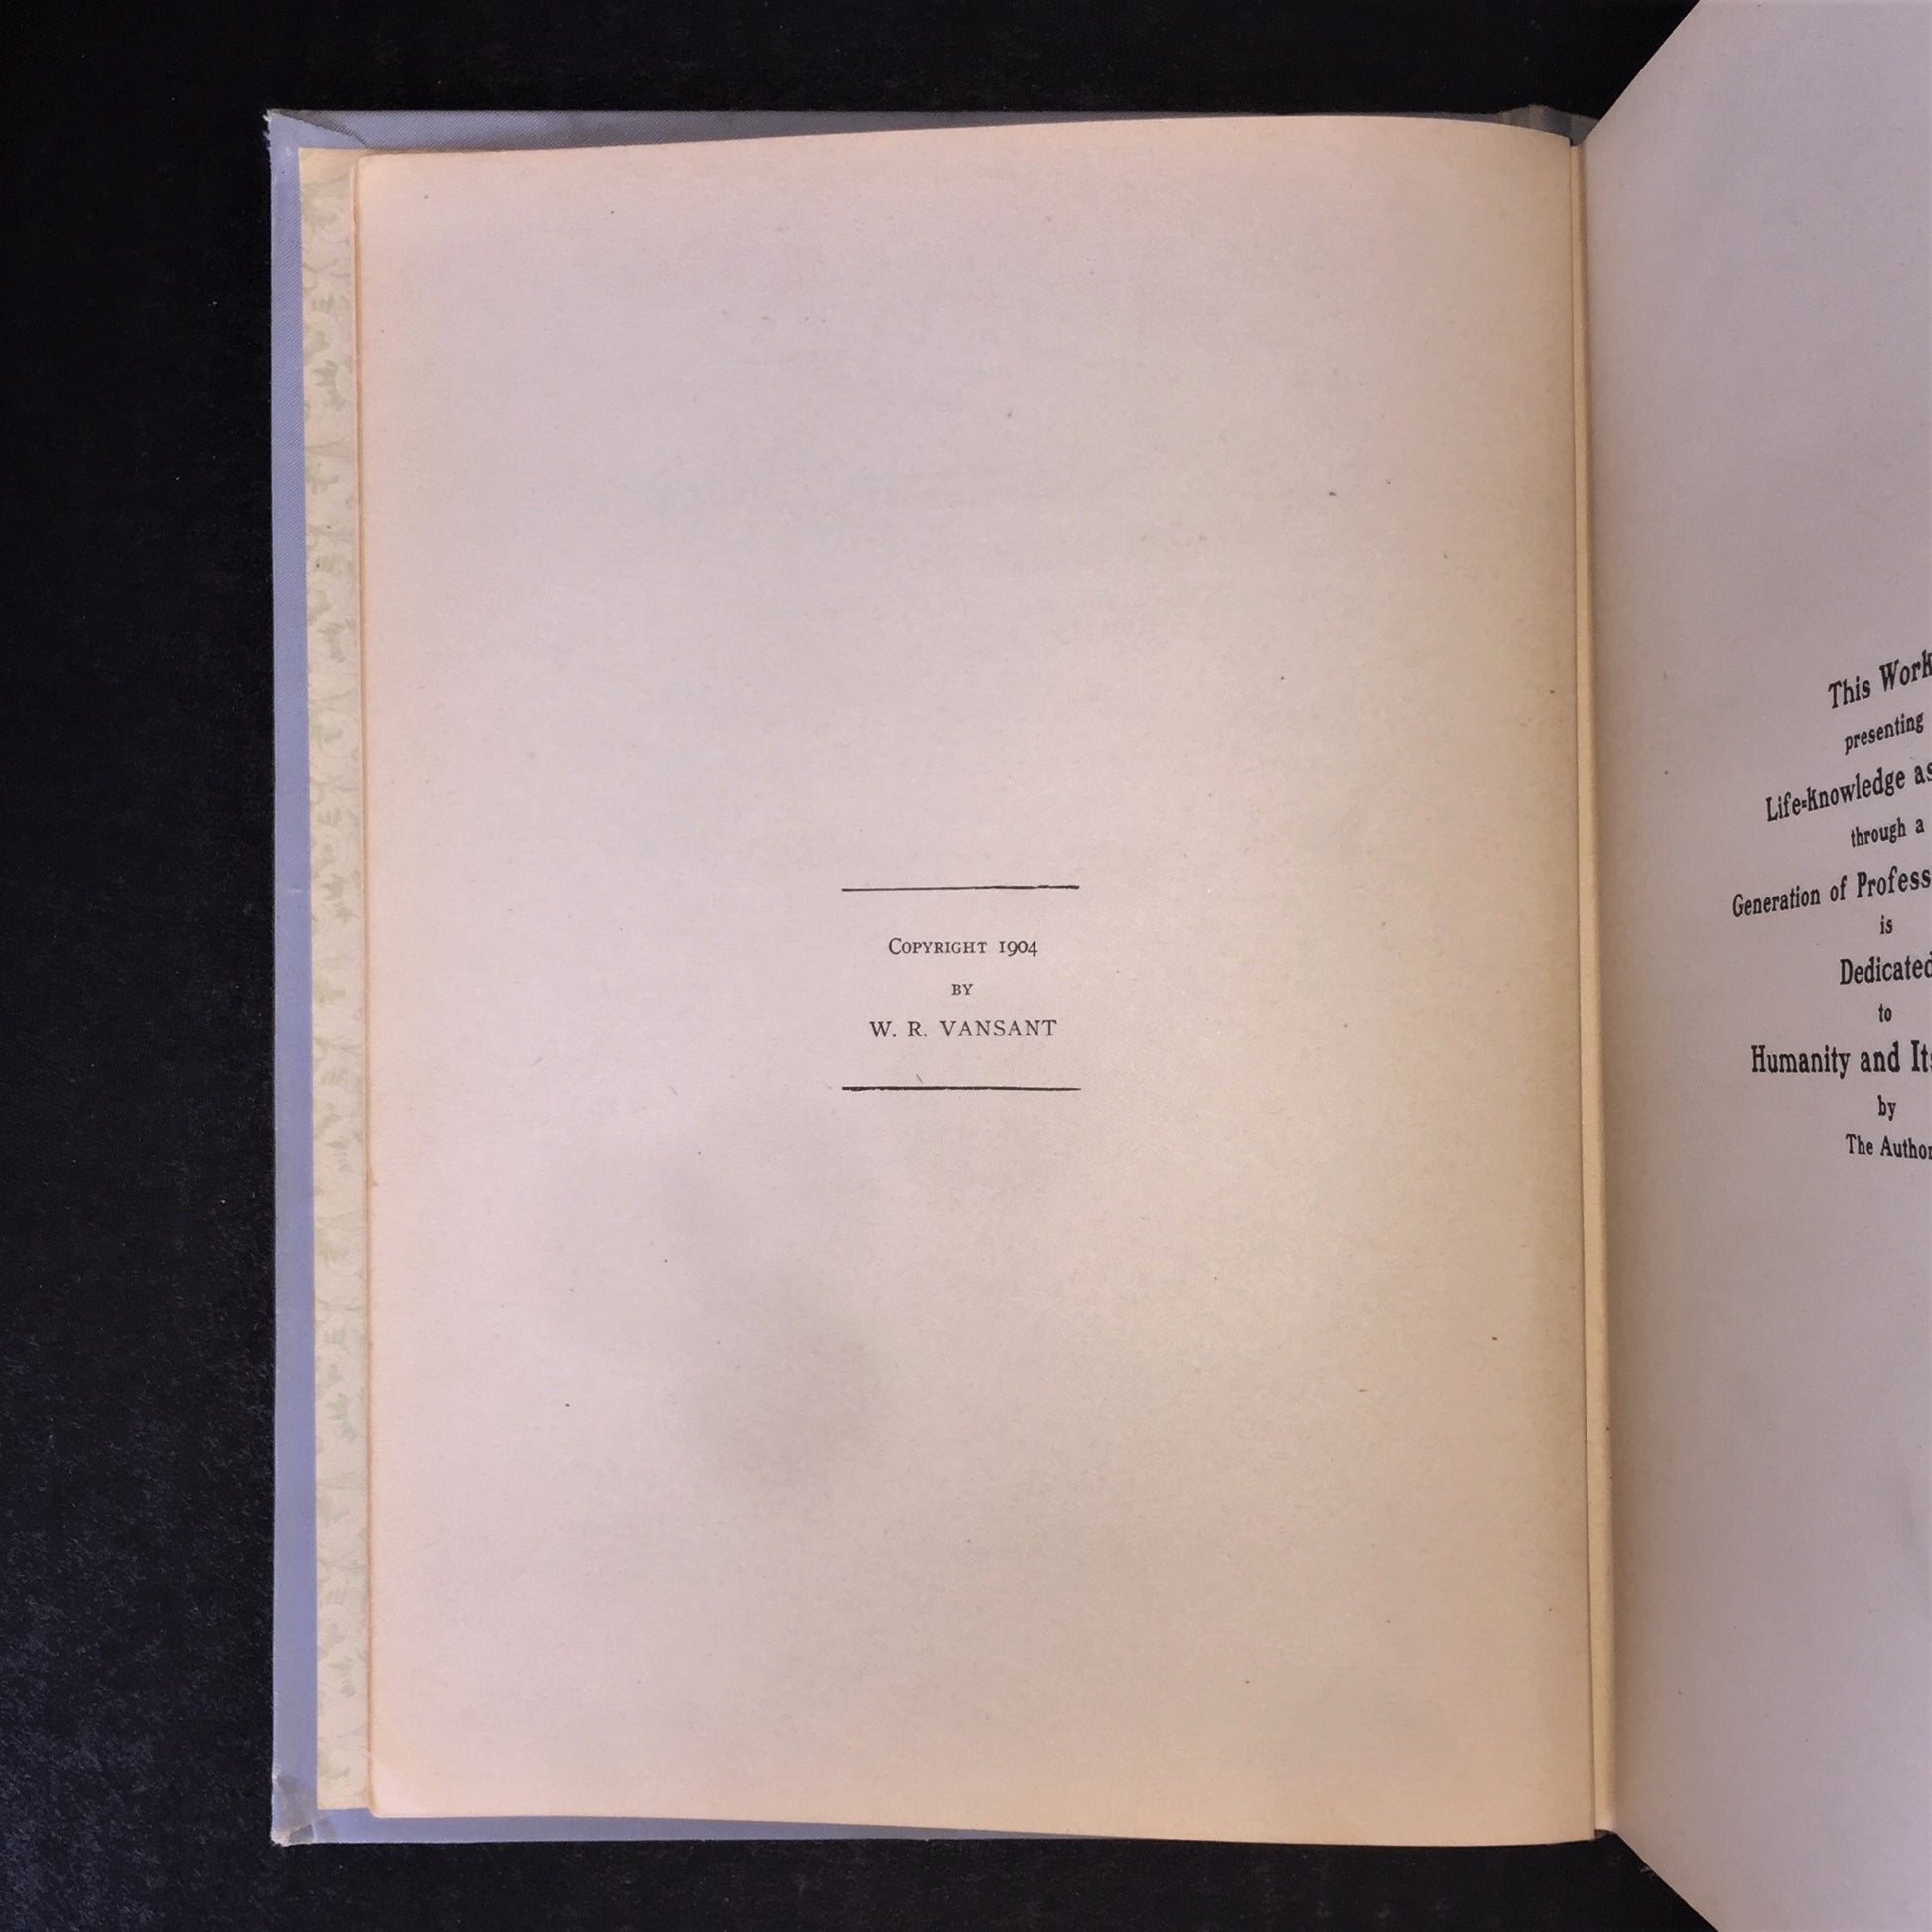 COPYRIGHT 1904
BY
W. R. VANSANT
This Work
presenting
Life-Knowledge as
through a
Generation of Profess
is
Dedicated
to
Humanity and Its
by
The Author